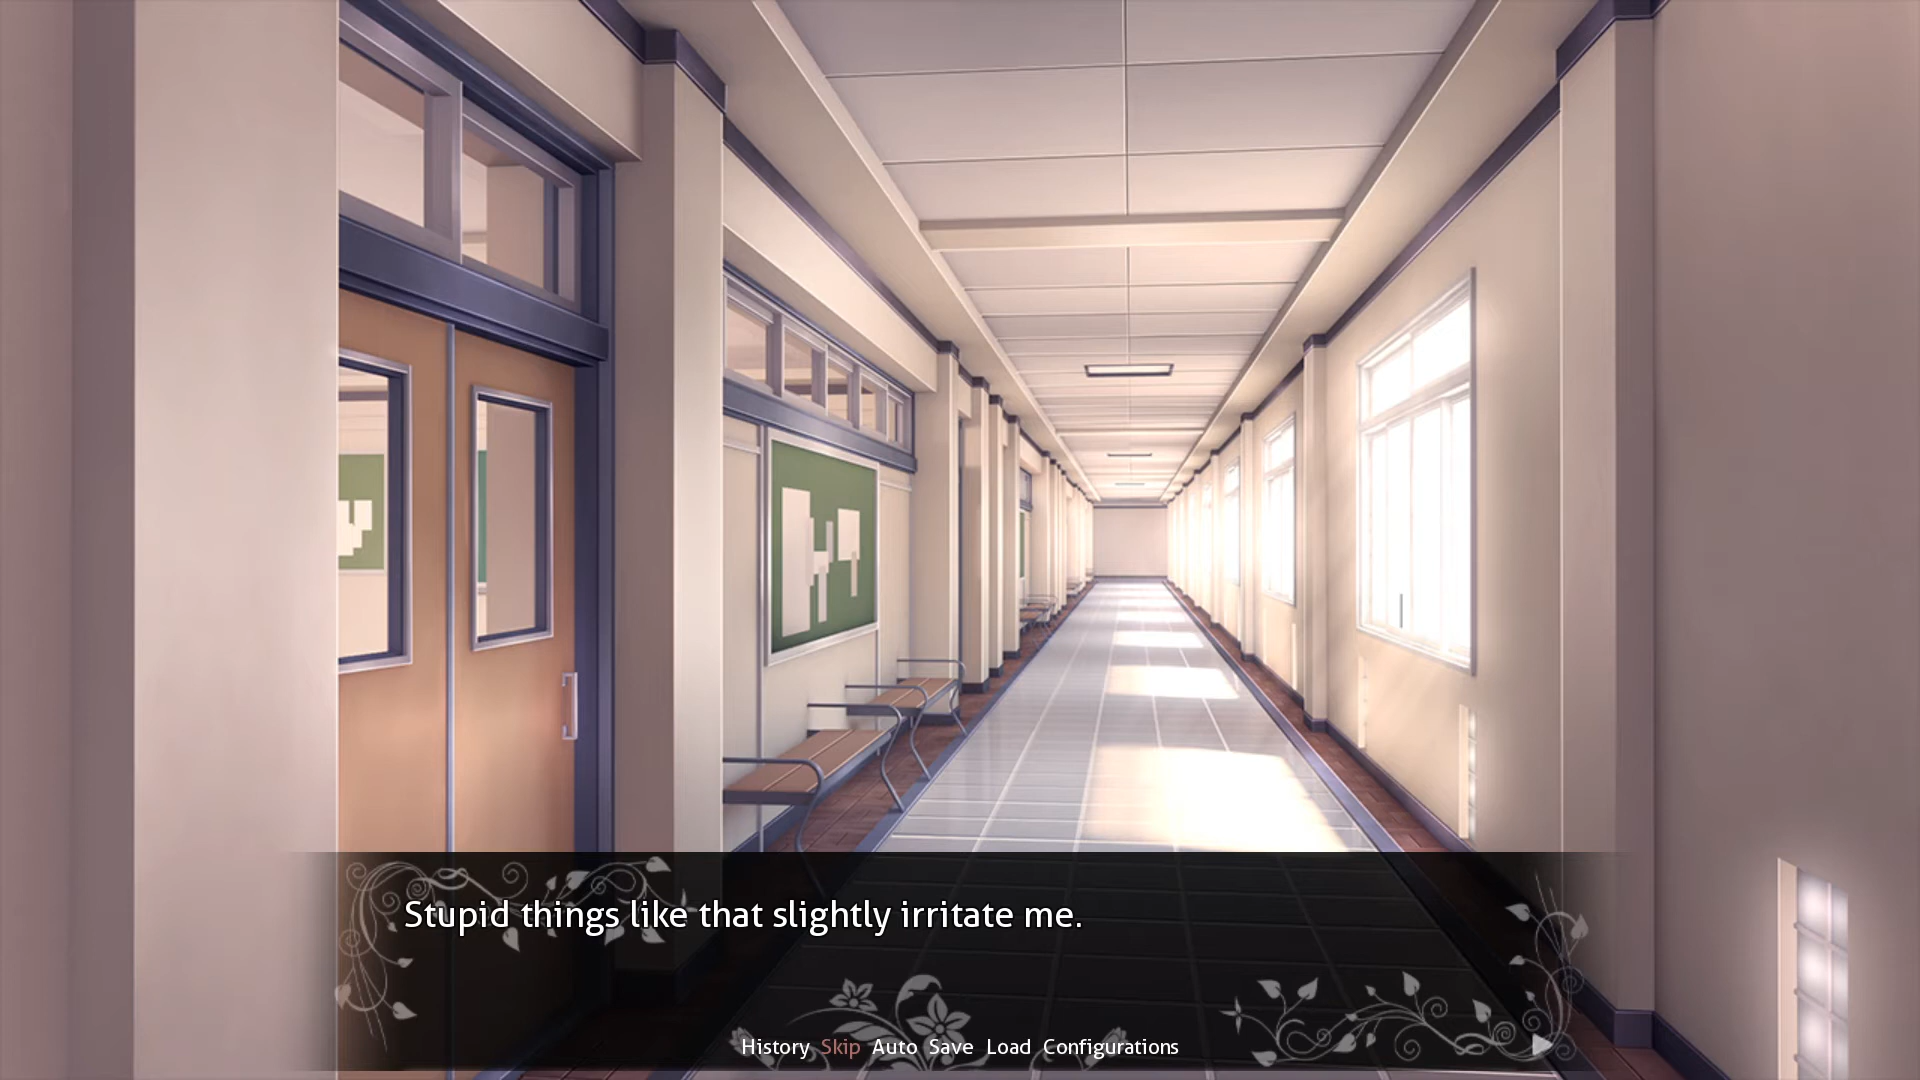 Stupid things like that slightly irritate me.
History Skip Auto Save Load Configurations